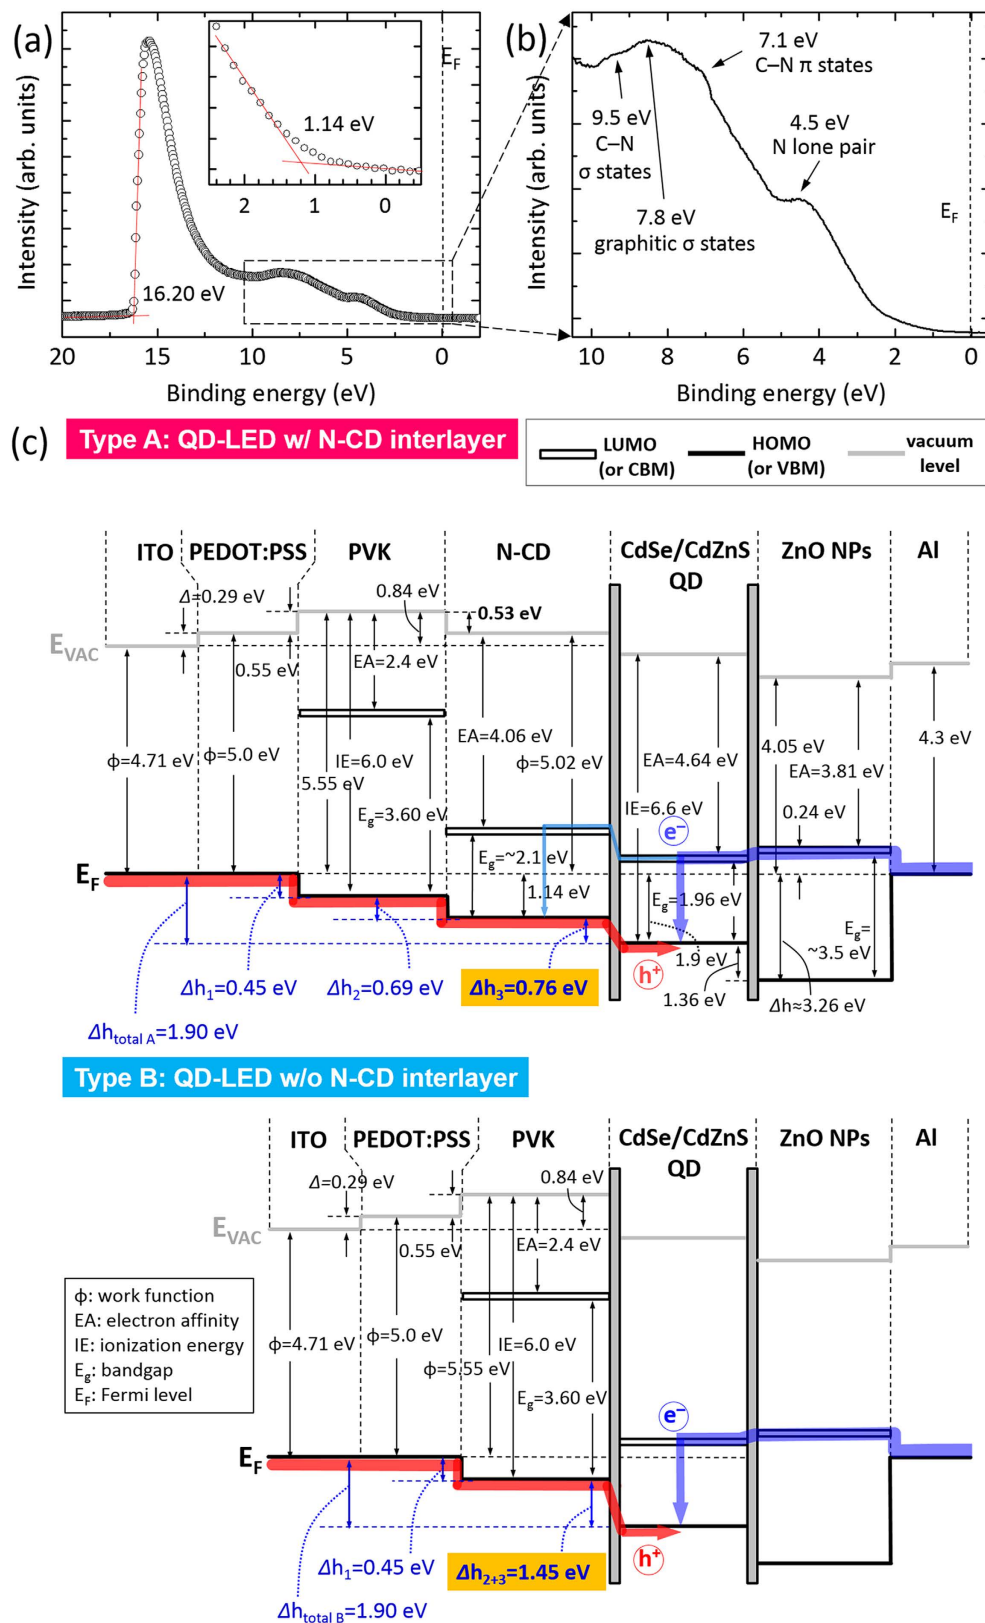 (a)
E_F
Intensity (arb. units)
1.14 eV
2
1
0
16.20 eV
20
15
10
5
0
Binding energy (eV)
(b)
7.1 eV
C–N π states
9.5 eV
C–N
σ states
4.5 eV
N lone pair
7.8 eV
graphitic σ states
E_F
Intensity (arb. units)
10
8
6
4
2
0
Binding energy (eV)
(c)
Type A: QD-LED w/ N-CD interlayer
LUMO
(or CBM)
HOMO
(or VBM)
vacuum
level
ITO
PEDOT:PSS
PVK
N-CD
CdSe/CdZnS
QD
ZnO NPs
Al
Δ=0.29 eV
0.84 eV
0.53 eV
E_VAC
0.55 eV
EA=2.4 eV
ϕ=4.71 eV
ϕ=5.0 eV
IE=6.0 eV
5.55 eV
E_g=3.60 eV
EA=4.06 eV
ϕ=5.02 eV
EA=4.64 eV
IE=6.6 eV
4.05 eV
EA=3.81 eV
4.3 eV
0.24 eV
e⁻
E_F
E_g=~2.1 eV
1.14 eV
E_g=1.96 eV
E_g=
~3.5 eV
1.9 eV
h⁺
1.36 eV
Δh≈3.26 eV
Δh₁=0.45 eV
Δh₂=0.69 eV
Δh₃=0.76 eV
Δh_total A=1.90 eV
Type B: QD-LED w/o N-CD interlayer
ITO
PEDOT:PSS
PVK
CdSe/CdZnS
QD
ZnO NPs
Al
Δ=0.29 eV
0.84 eV
E_VAC
0.55 eV
EA=2.4 eV
ϕ: work function
EA: electron affinity
IE: ionization energy
E_g: bandgap
E_F: Fermi level
ϕ=4.71 eV
ϕ=5.0 eV
IE=6.0 eV
ϕ=5.55 eV
E_g=3.60 eV
e⁻
E_F
h⁺
Δh₁=0.45 eV
Δh₂₊₃=1.45 eV
Δh_total B=1.90 eV